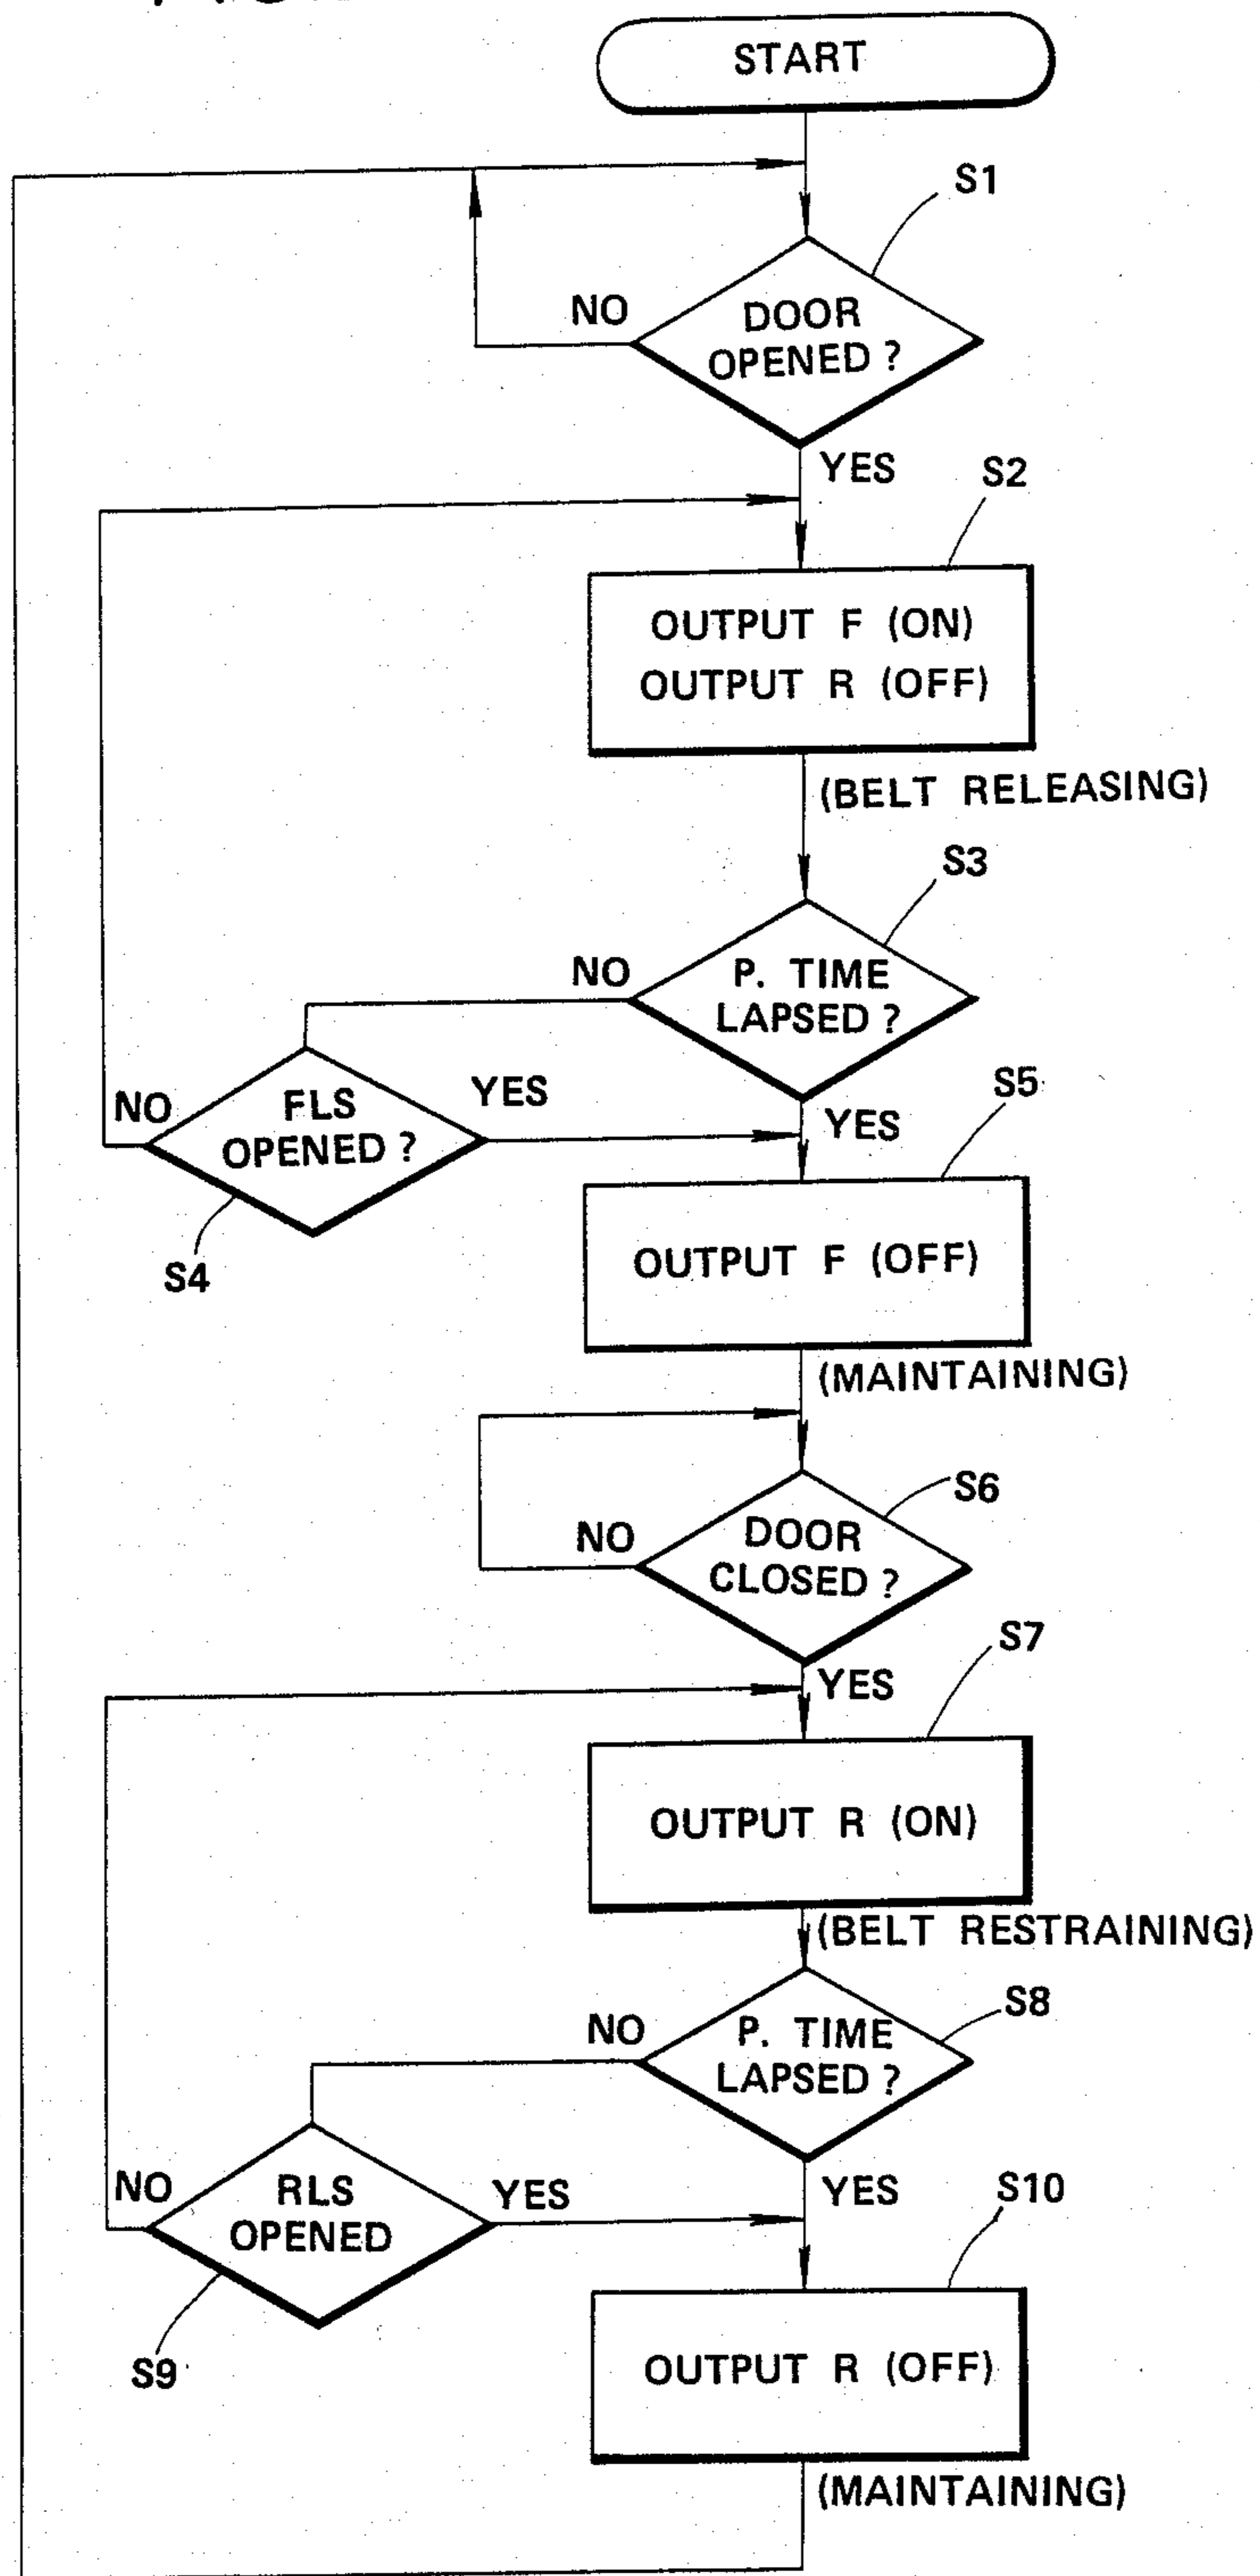 START
S1
NO
DOOR
OPENED ?
YES
S2
OUTPUT F (ON)
OUTPUT R (OFF)
(BELT RELEASING)
S3
NO
P. TIME
LAPSED ?
NO
FLS
OPENED ?
YES
YES
S5
S4
OUTPUT F (OFF)
(MAINTAINING)
S6
NO
DOOR
CLOSED ?
S7
YES
OUTPUT R (ON)
(BELT RESTRAINING)
S8
NO
P. TIME
LAPSED ?
NO
RLS
OPENED
YES
YES
S10
S9
OUTPUT R (OFF)
(MAINTAINING)